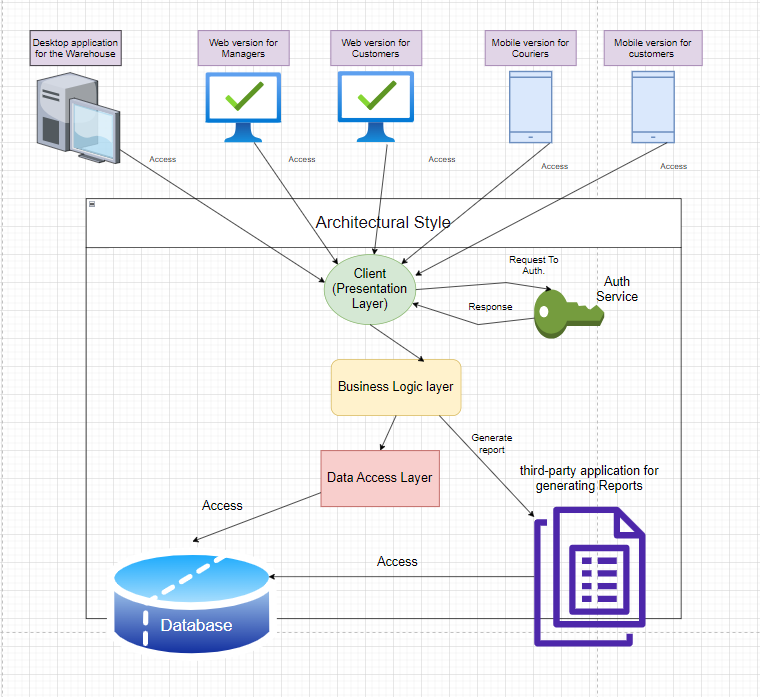 Desktop application
for the Warehouse
Web version for
Managers
Web version for
Customers
Mobile version for
Couriers
Mobile version for
customers
Access
Access
Access
Access
Access
Architectural Style
Client
(Presentation
Layer)
Request To
Auth.
Auth
Service
Response
Business Logic layer
Generate
report
Data Access Layer
third-party application for
generating Reports
Access
Access
Database